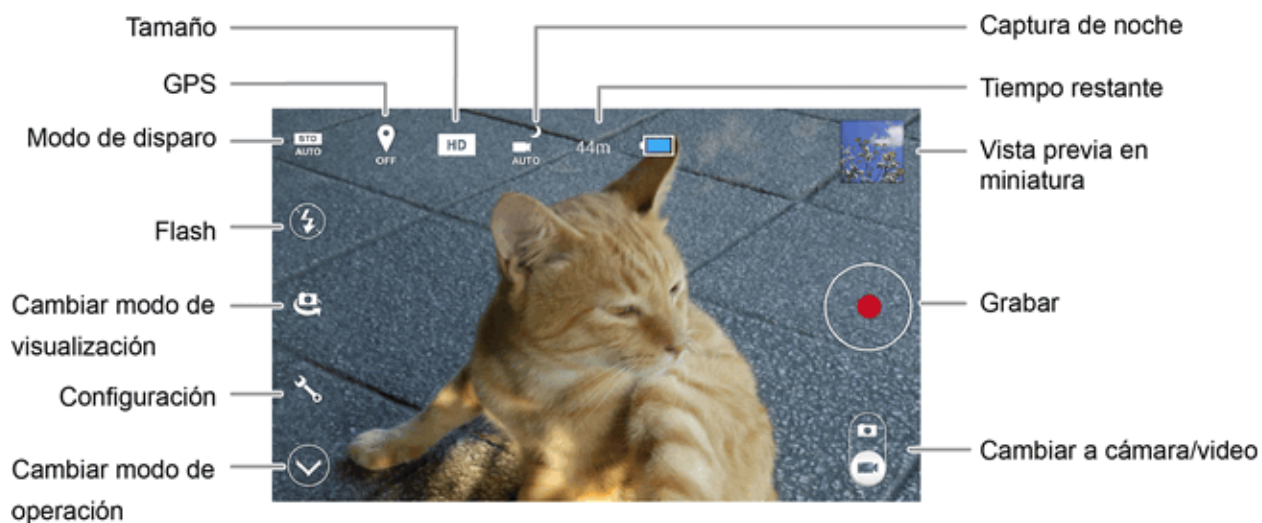 Tamaño
Captura de noche
GPS
Tiempo restante
Modo de disparo
STD
AUTO
OFF
HD
AUTO
44m
Vista previa en
miniatura
Flash
Cambiar modo de
visualización
Grabar
Configuración
Cambiar a cámara/video
Cambiar modo de
operación